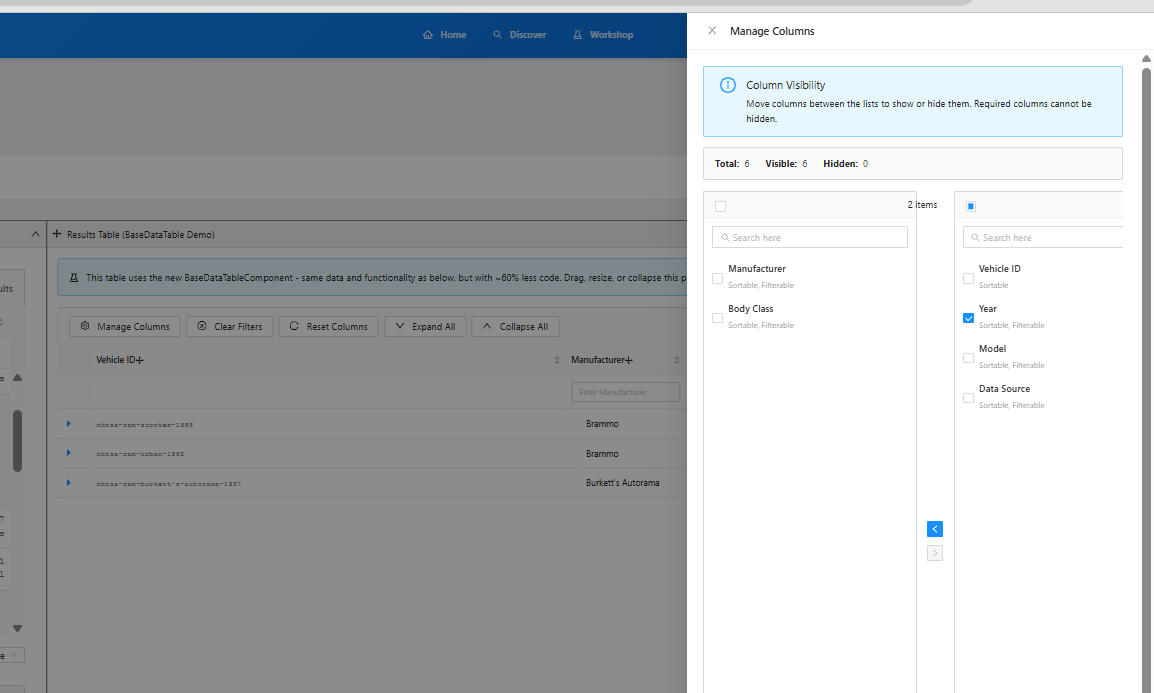 Home Discover Workshop
Manage Columns
Column Visibility
Move columns between the lists to show or hide them. Required columns cannot be
hidden.
Total: 6 Visible: 6 Hidden: 0
2 items
Search here
Manufacturer
Sortable, Filterable
Body Class
Sortable, Filterable
Search here
Vehicle ID
Sortable
Year
Sortable, Filterable
Model
Sortable, Filterable
Data Source
Sortable, Filterable
Results Table (BaseDataTable Demo)
This table uses the new BaseDataTableComponent - same data and functionality as below, but with ~60% less code. Drag, resize, or collapse this p
Manage Columns Clear Filters Reset Columns Expand All Collapse All
Vehicle ID Manufacturer
Filter Manufacturer
nhtsa-ram-scooter-1968 Brammo
nhtsa-ram-urban-1962 Brammo
nhtsa-ram-burkett's-autorama-1957 Burkett's Autorama